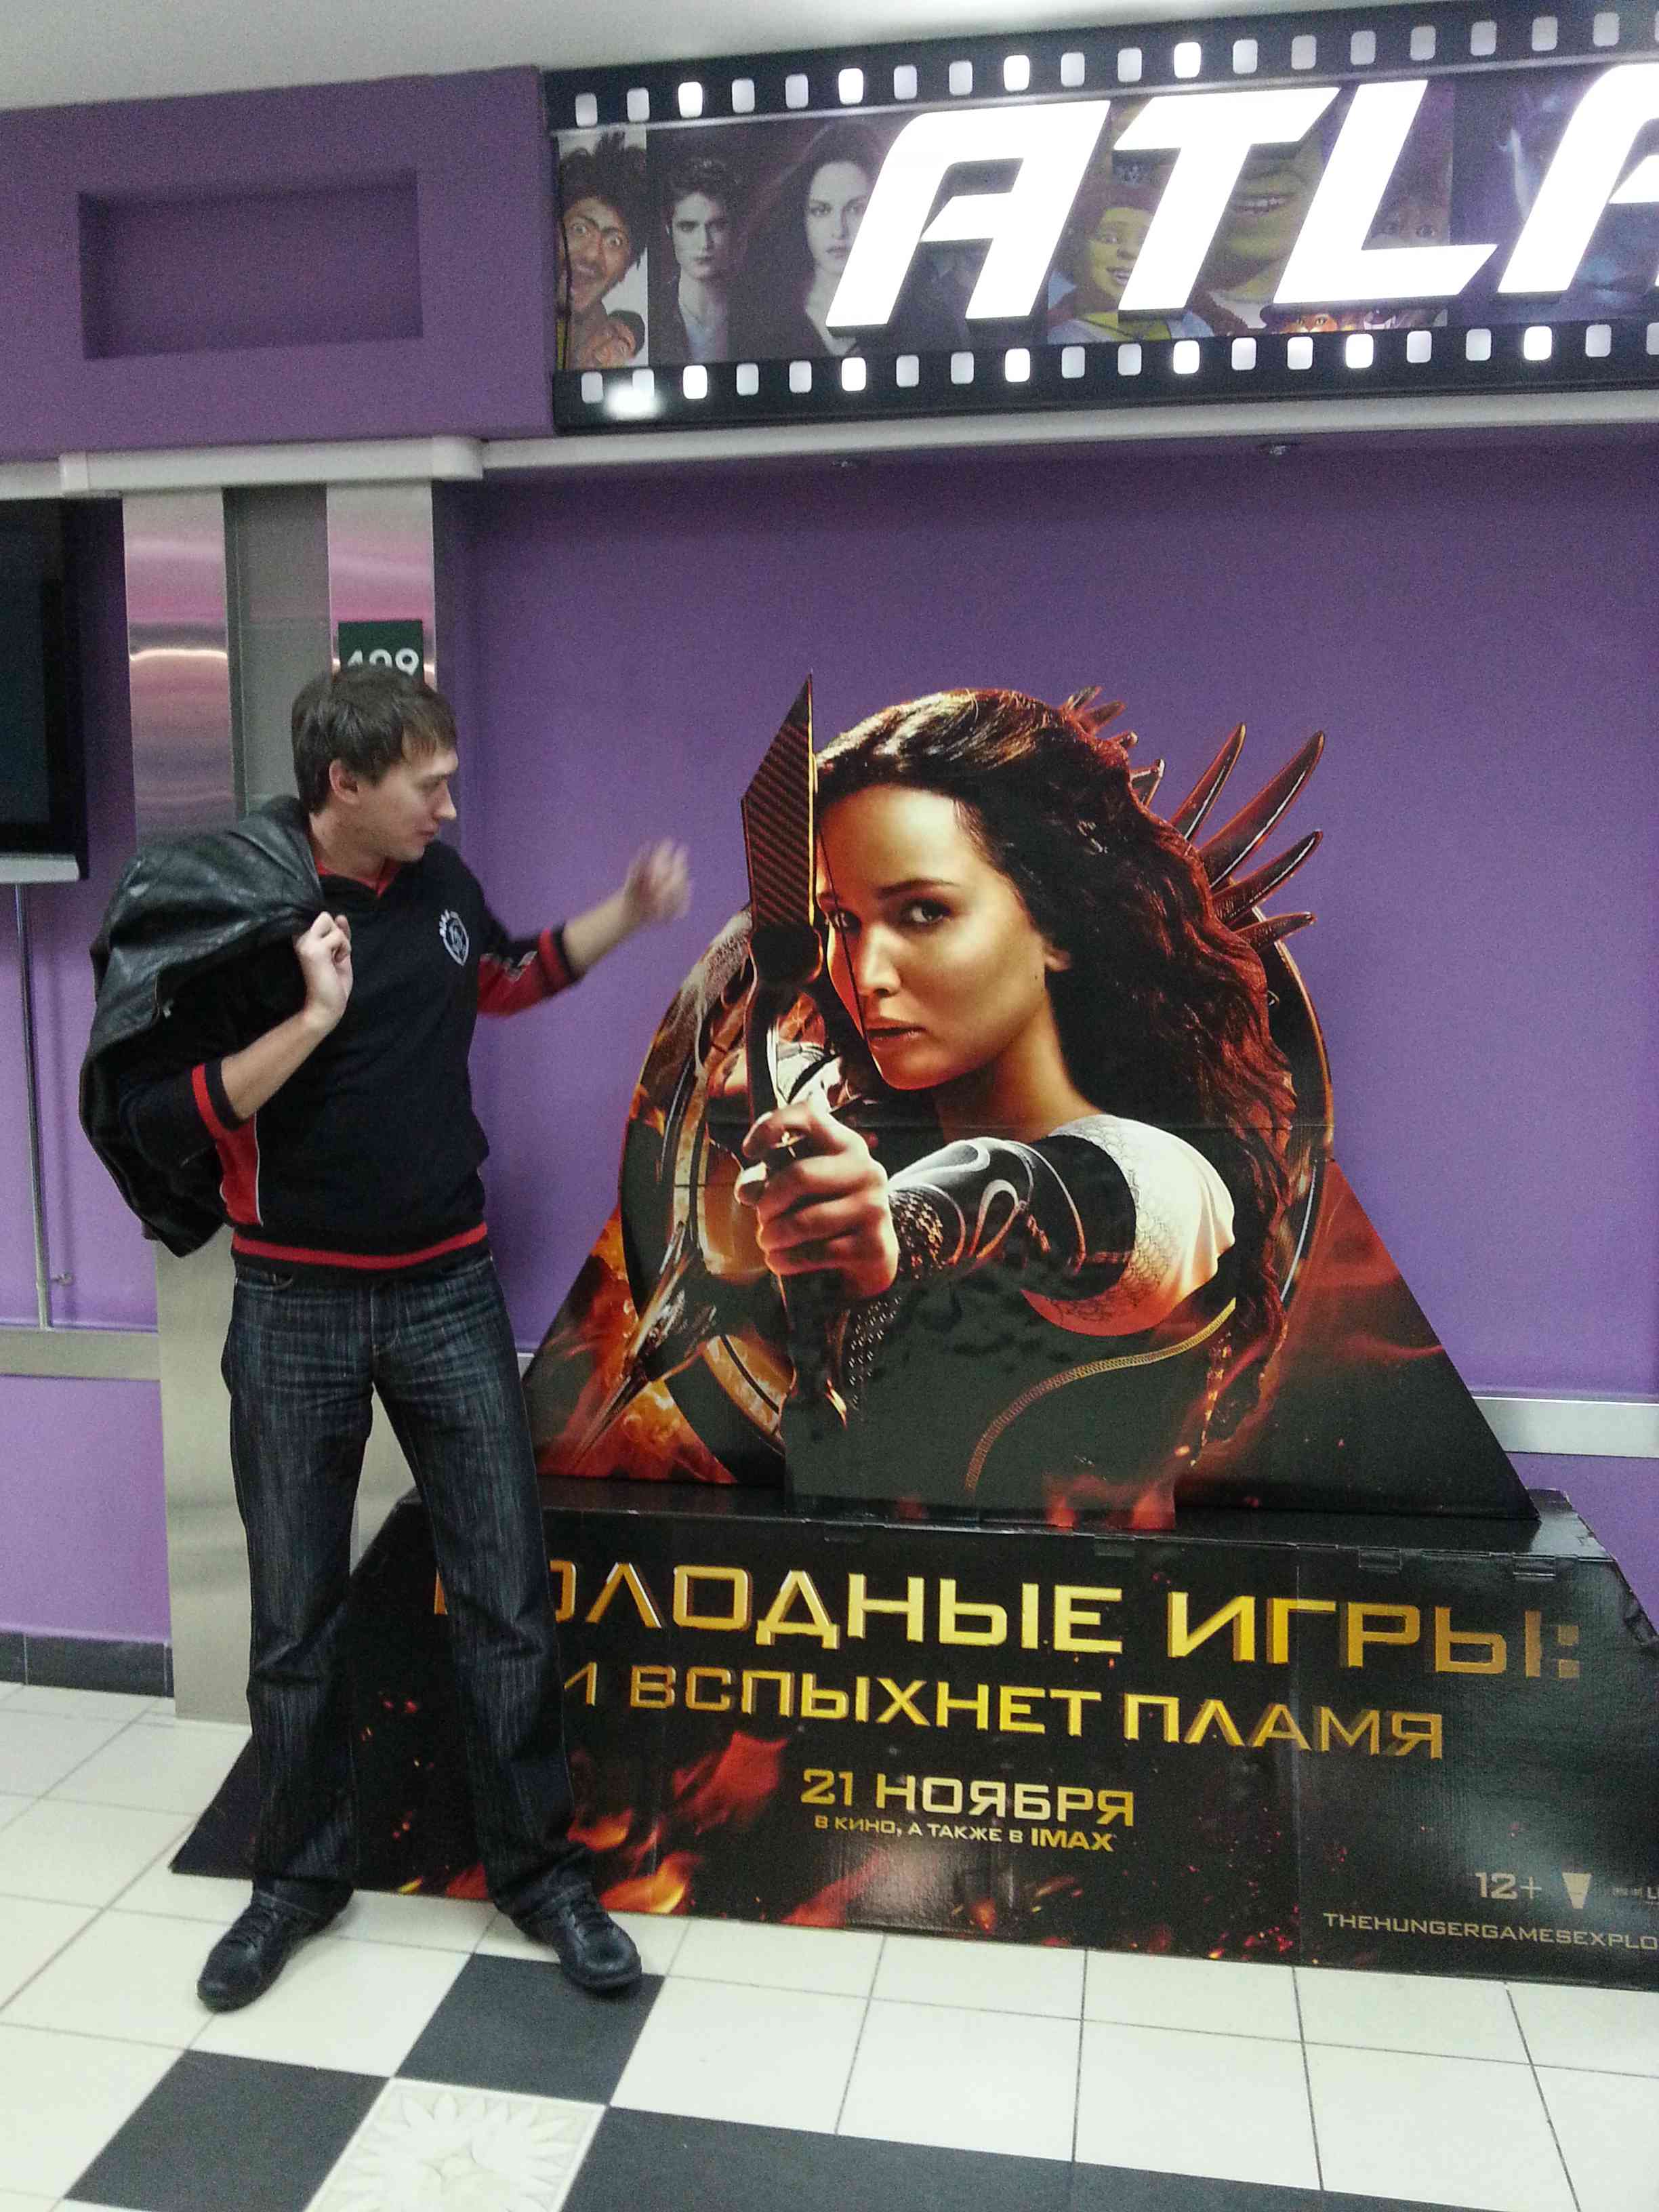 ATLA
409
ОЛОДНЫЕ ИГРЫ:
И ВСПЫХНЕТ ПЛАМЯ
21 НОЯБРЯ
В КИНО, А ТАКЖЕ В IMAX
12+
THEHUNGERGAMESEXPLO